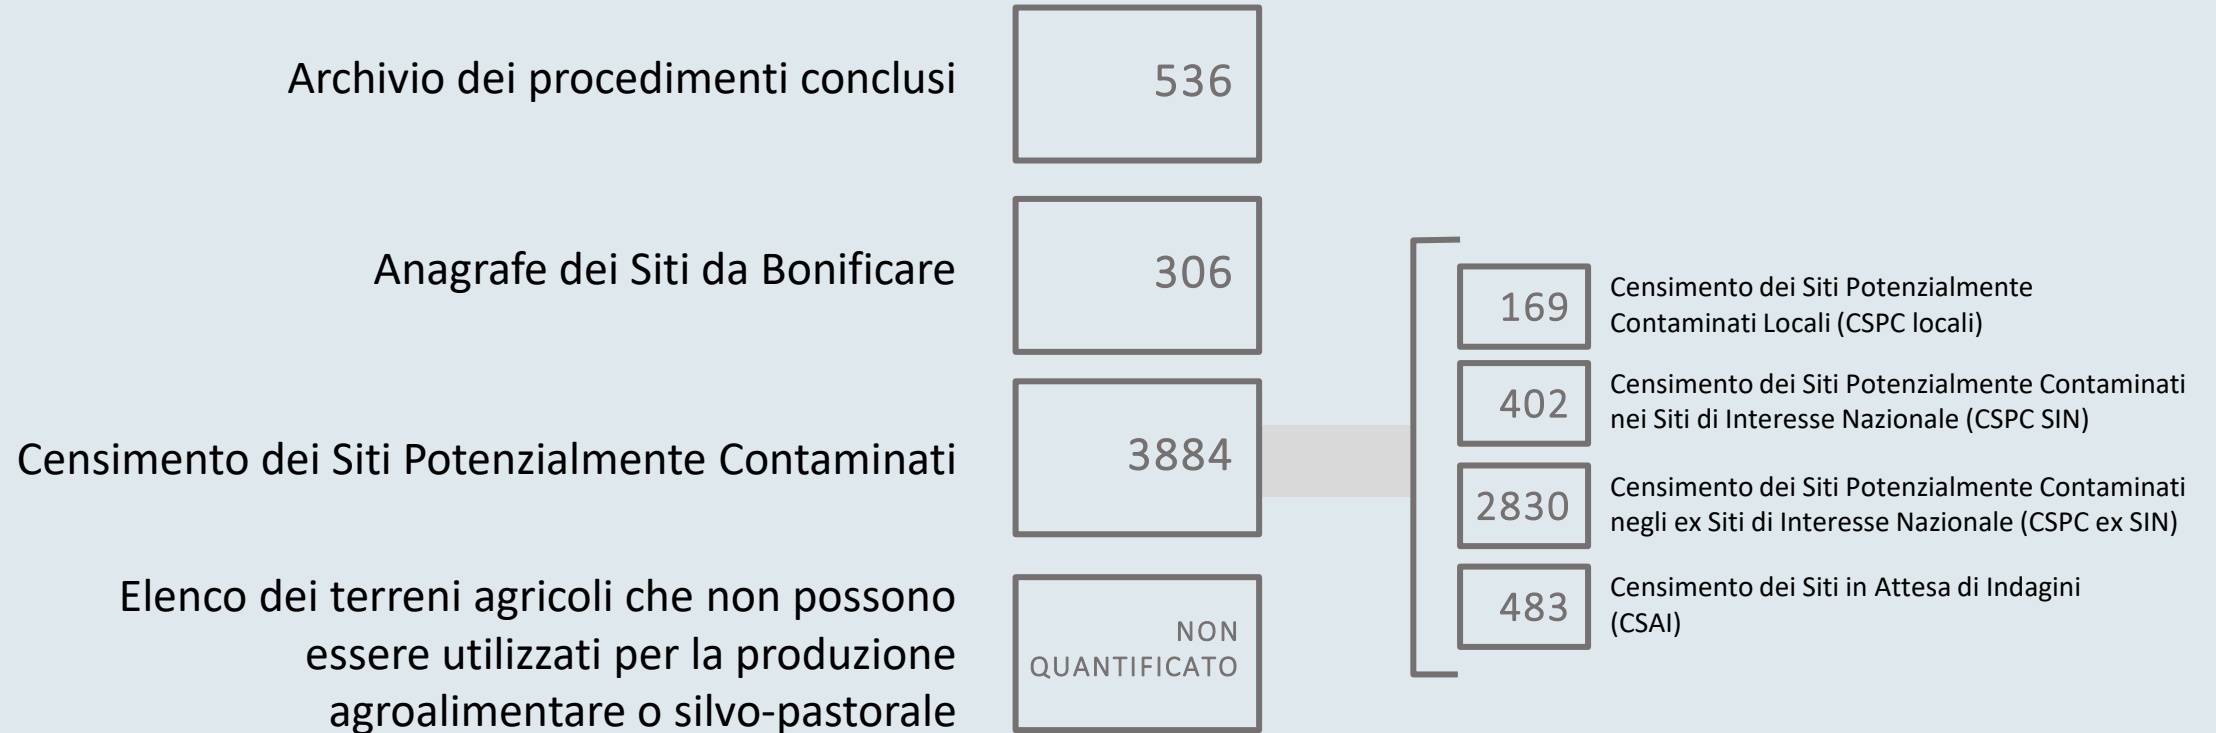 Archivio dei procedimenti conclusi
536
Anagrafe dei Siti da Bonificare
306
Censimento dei Siti Potenzialmente Contaminati
3884
169
Censimento dei Siti Potenzialmente
Contaminati Locali (CSPC locali)
402
Censimento dei Siti Potenzialmente Contaminati
nei Siti di Interesse Nazionale (CSPC SIN)
2830
Censimento dei Siti Potenzialmente Contaminati
negli ex Siti di Interesse Nazionale (CSPC ex SIN)
483
Censimento dei Siti in Attesa di Indagini
(CSAI)
Elenco dei terreni agricoli che non possono
essere utilizzati per la produzione
agroalimentare o silvo-pastorale
NON
QUANTIFICATO